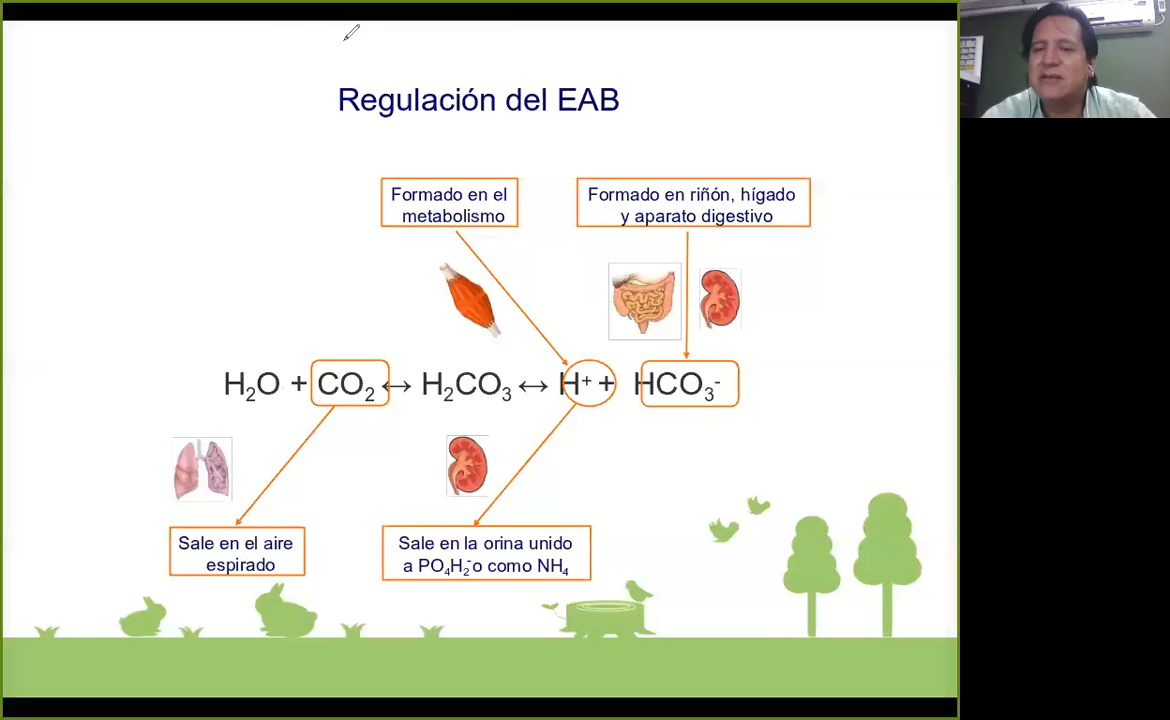 Regulación del EAB
Formado en el
metabolismo
Formado en riñón, hígado
y aparato digestivo
H₂O + CO₂ ↔ H₂CO₃ ↔ H⁺ + HCO₃⁻
Sale en el aire
espirado
Sale en la orina unido
a PO₄H₂⁻o como NH₄